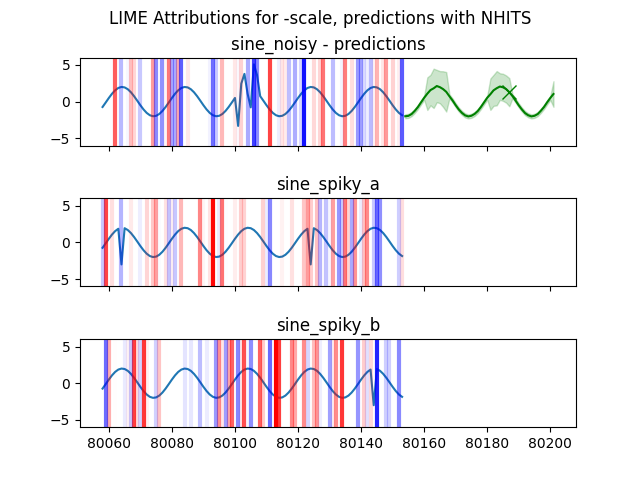 LIME Attributions for -scale, predictions with NHITS
sine_noisy - predictions
5
0
−5
sine_spiky_a
5
0
−5
sine_spiky_b
5
0
−5
80060 80080 80100 80120 80140 80160 80180 80200